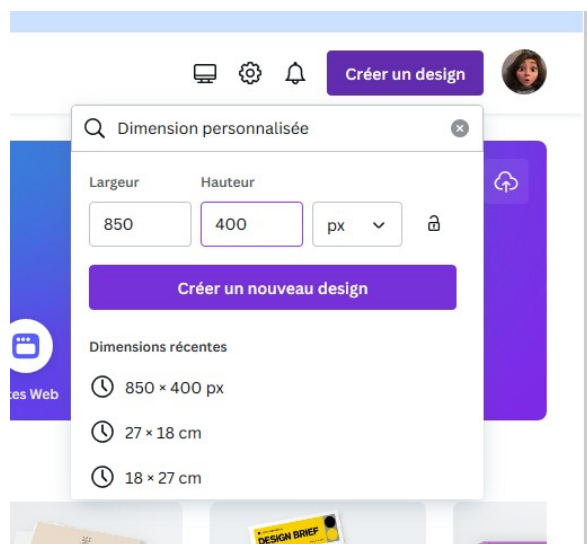 Créer un design
Dimension personnalisée
Largeur Hauteur
850 400 px
Créer un nouveau design
Dimensions récentes
850 × 400 px
27 × 18 cm
18 × 27 cm
es Web
DESIGN BRIEF